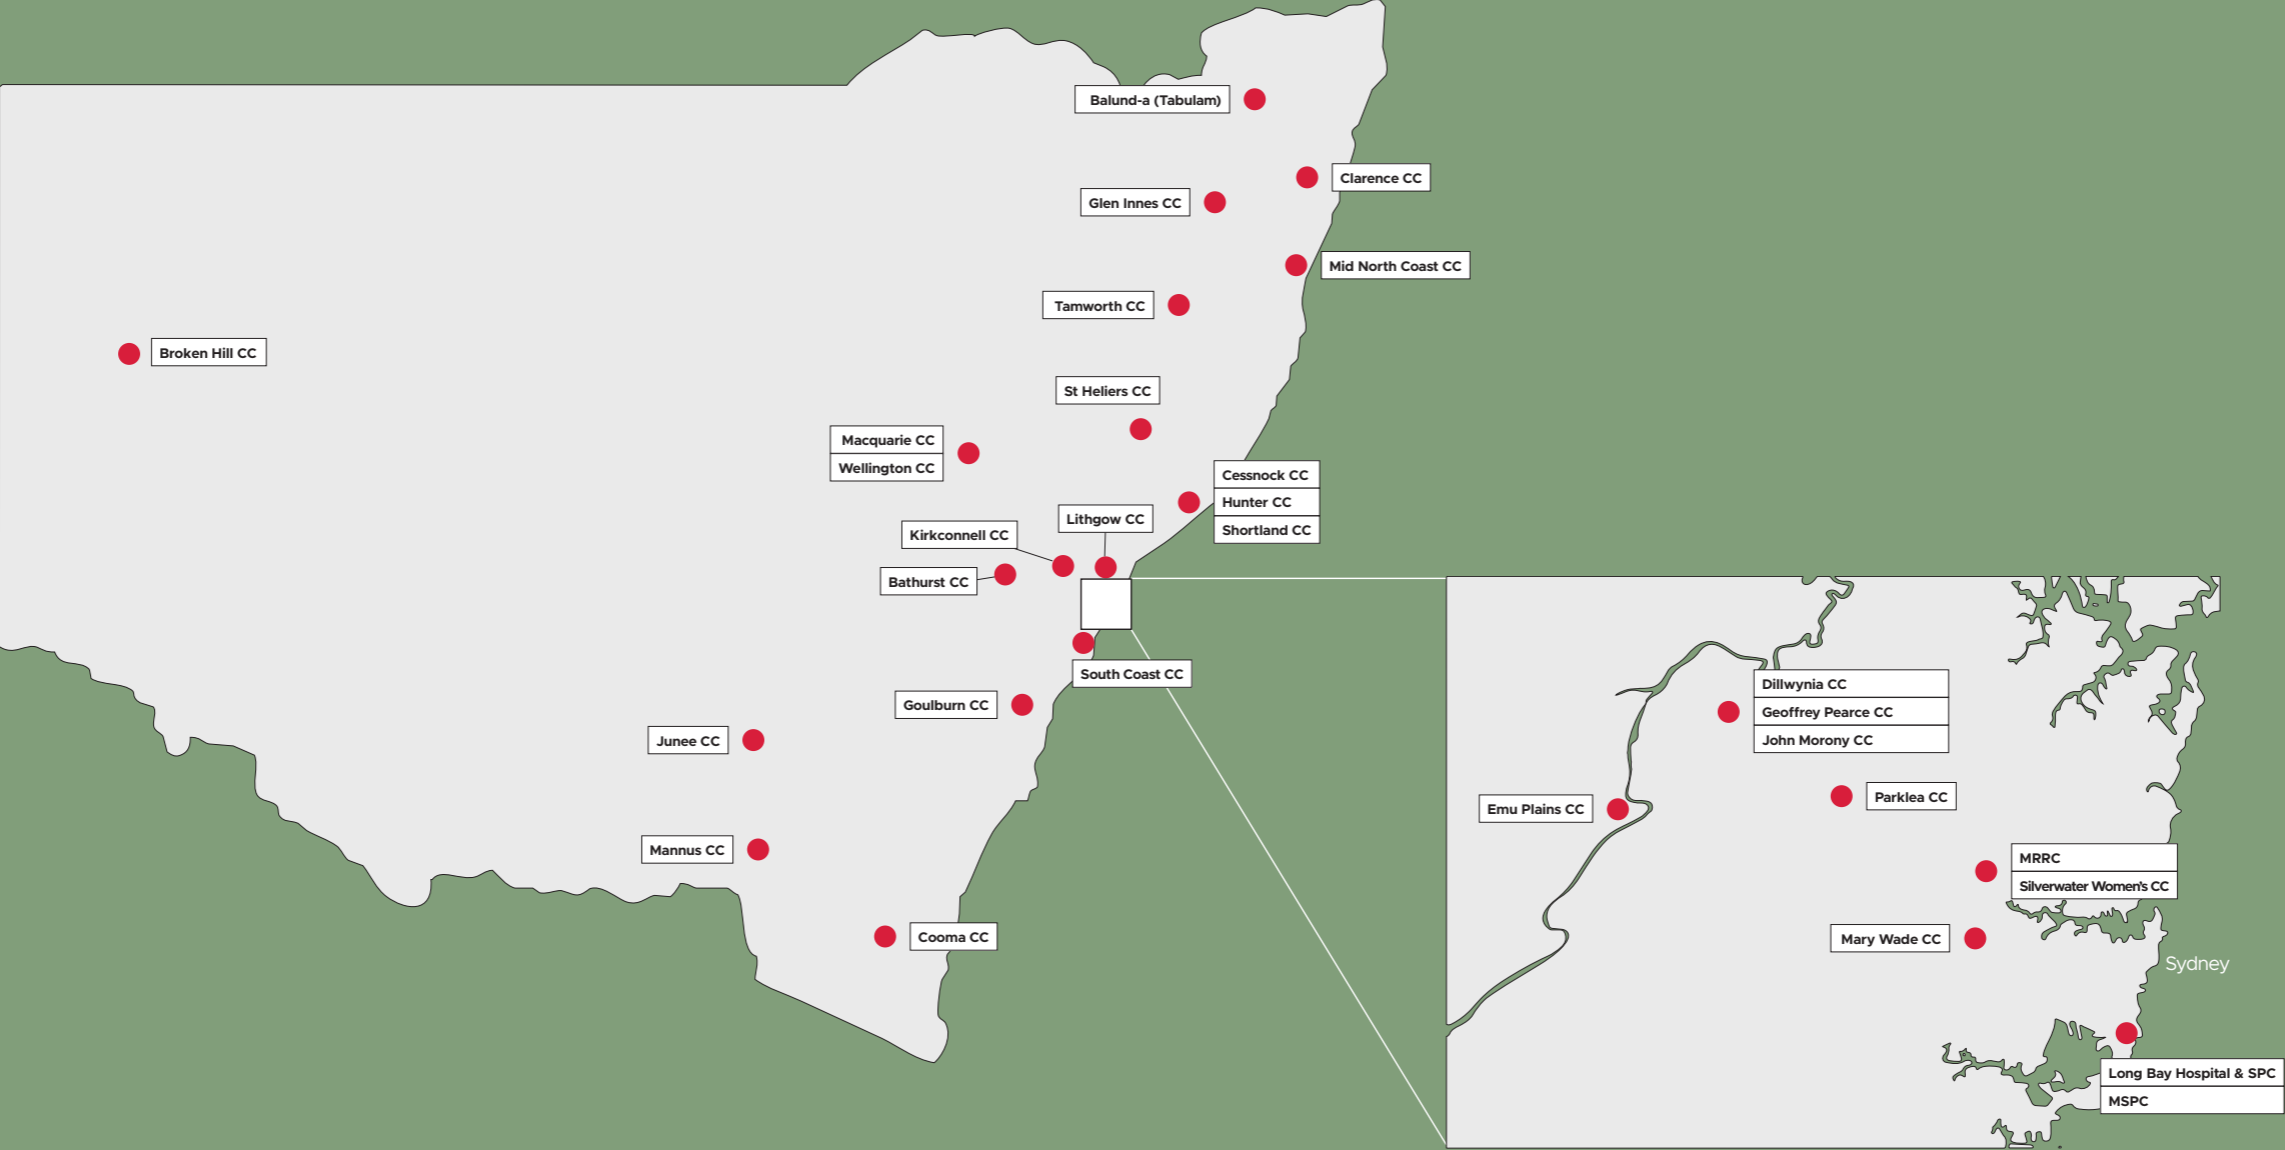 Balund-a (Tabulam)
Clarence CC
Glen Innes CC
Mid North Coast CC
Tamworth CC
Broken Hill CC
St Heliers CC
Macquarie CC
Wellington CC
Cessnock CC
Hunter CC
Shortland CC
Lithgow CC
Kirkconnell CC
Bathurst CC
South Coast CC
Goulburn CC
Junee CC
Mannus CC
Cooma CC
Dillwynia CC
Geoffrey Pearce CC
John Morony CC
Parklea CC
Emu Plains CC
MRRC
Silverwater Women's CC
Mary Wade CC
Sydney
Long Bay Hospital & SPC
MSPC